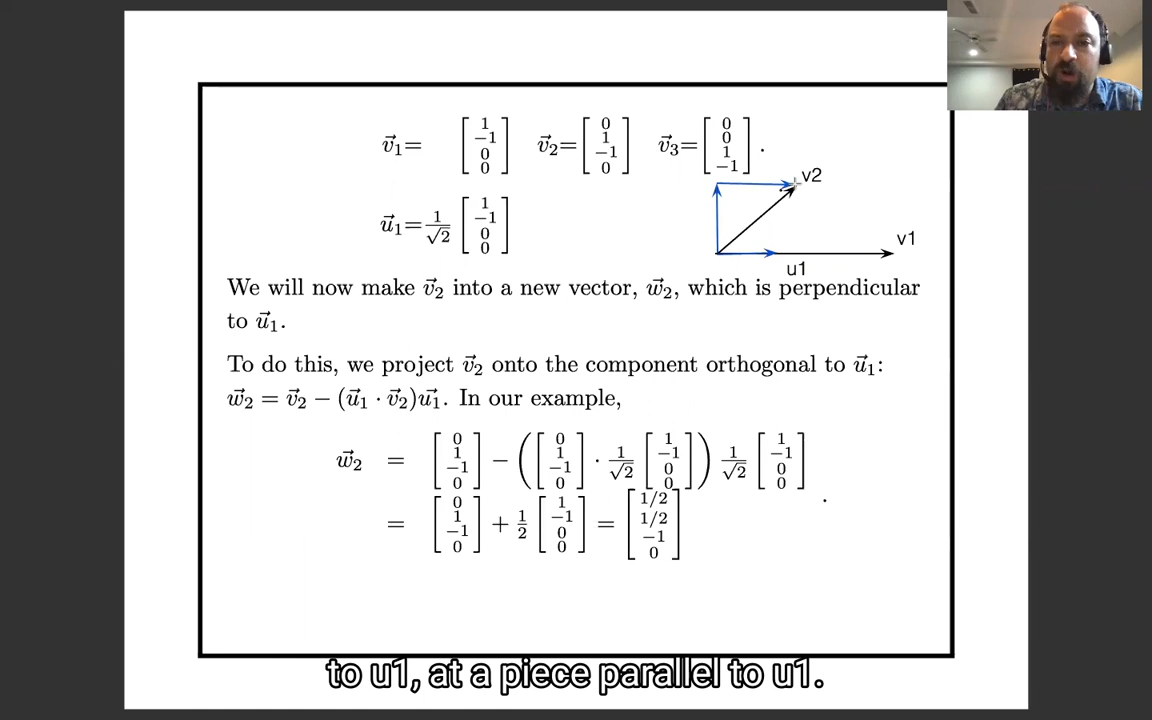 v⃗₁= [1 −1 0 0] v⃗₂= [0 1 −1 0] v⃗₃= [0 0 1 −1].
v2
u⃗₁= 1/√2 [1 −1 0 0]
v1
u1
We will now make v⃗₂ into a new vector, w⃗₂, which is perpendicular
to u⃗₁.
To do this, we project v⃗₂ onto the component orthogonal to u⃗₁:
w⃗₂ = v⃗₂ − (u⃗₁ · v⃗₂)u⃗₁. In our example,
w⃗₂ = [0 1 −1 0] − ([0 1 −1 0] · 1/√2 [1 −1 0 0]) 1/√2 [1 −1 0 0]
= [0 1 −1 0] + 1/2 [1 −1 0 0] = [1/2 1/2 −1 0] .
to u1, at a piece parallel to u1.